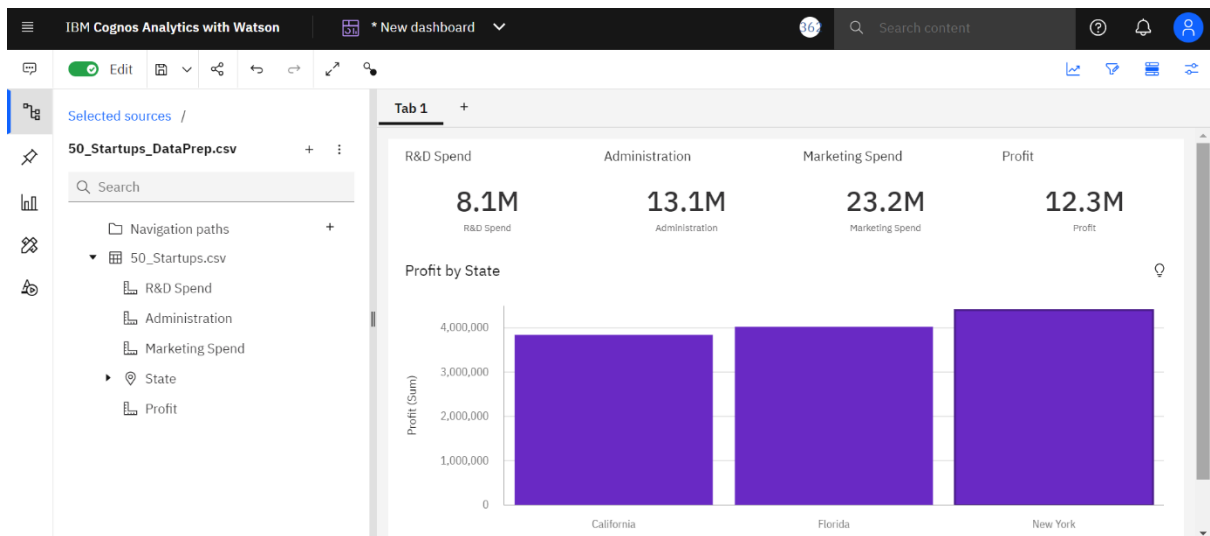 IBM Cognos Analytics with Watson
* New dashboard
362
Search content
Edit
Selected sources /
50_Startups_DataPrep.csv
Search
Navigation paths
50_Startups.csv
R&D Spend
Administration
Marketing Spend
State
Profit
Tab 1 +
R&D Spend Administration Marketing Spend Profit
8.1M 13.1M 23.2M 12.3M
R&D Spend Administration Marketing Spend Profit
Profit by State
Profit (Sum)
4,000,000
3,000,000
2,000,000
1,000,000
0
California Florida New York